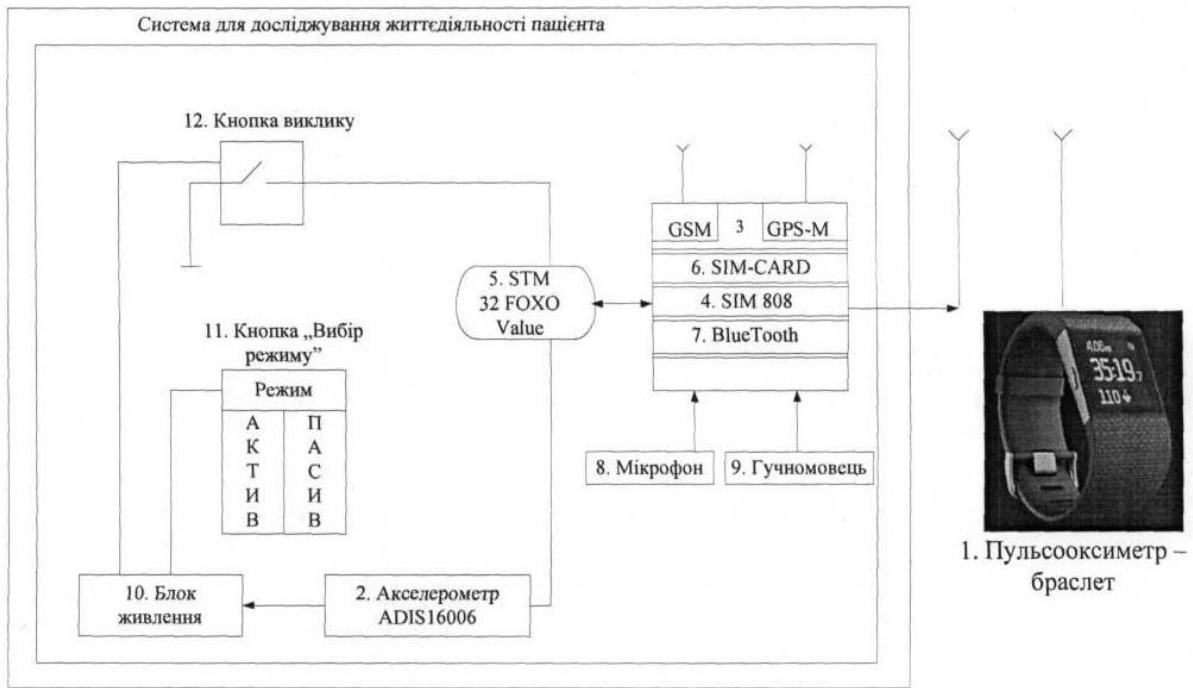 Система для досліджування життєдіяльності пацієнта
12. Кнопка виклику
GSM
3
GPS-M
6. SIM-CARD
4. SIM 808
7. BlueTooth
5. STM
32 FOXO
Value
11. Кнопка „Вибір
режиму”
Режим
А П
К А
Т С
И И
В В
8. Мікрофон
9. Гучномовець
10. Блок
живлення
2. Акселерометр
ADIS16006
4:06
35:19
110
1. Пульсооксиметр –
браслет